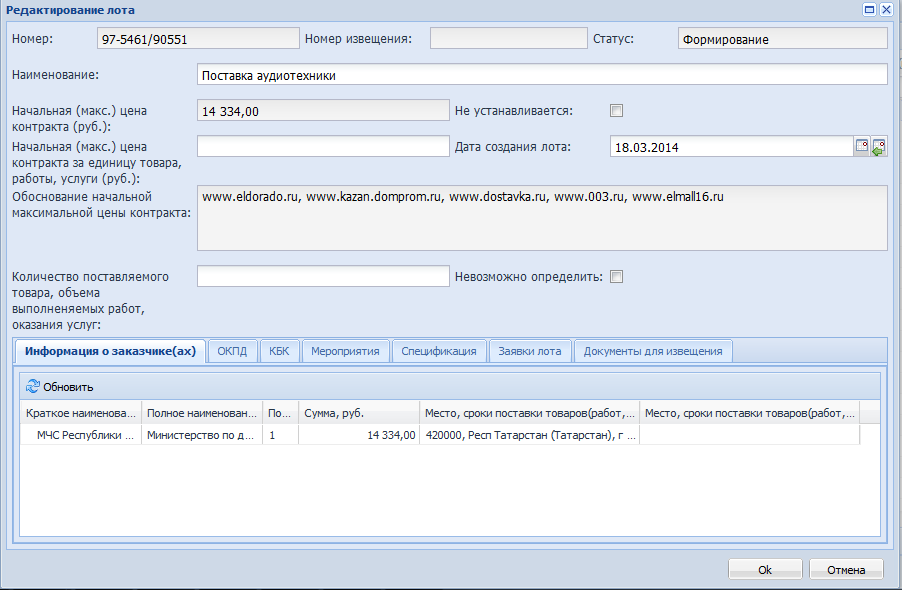 Редактирование лота
Номер: 97-5461/90551 Номер извещения: Статус: Формирование
Наименование: Поставка аудиотехники
Начальная (макс.) цена
контракта (руб.): 14 334,00 Не устанавливается:
Начальная (макс.) цена
контракта за единицу товара,
работы, услуги (руб.): Дата создания лота: 18.03.2014
Обоснование начальной
максимальной цены контракта: www.eldorado.ru, www.kazan.domprom.ru, www.dostavka.ru, www.003.ru, www.elmall16.ru
Количество поставляемого
товара, объема
выполненяемых работ,
оказания услуг: Невозможно определить:
Информация о заказчике(ах) ОКПД КБК Мероприятия Спецификация Заявки лота Документы для извещения
Обновить
Краткое наименова... Полное наименован... По... Сумма, руб. Место, сроки поставки товаров(работ,... Место, сроки поставки товаров(работ,...
МЧС Республики ... Министерство по д... 1 14 334,00 420000, Респ Татарстан (Татарстан), г ...
Ok Отмена